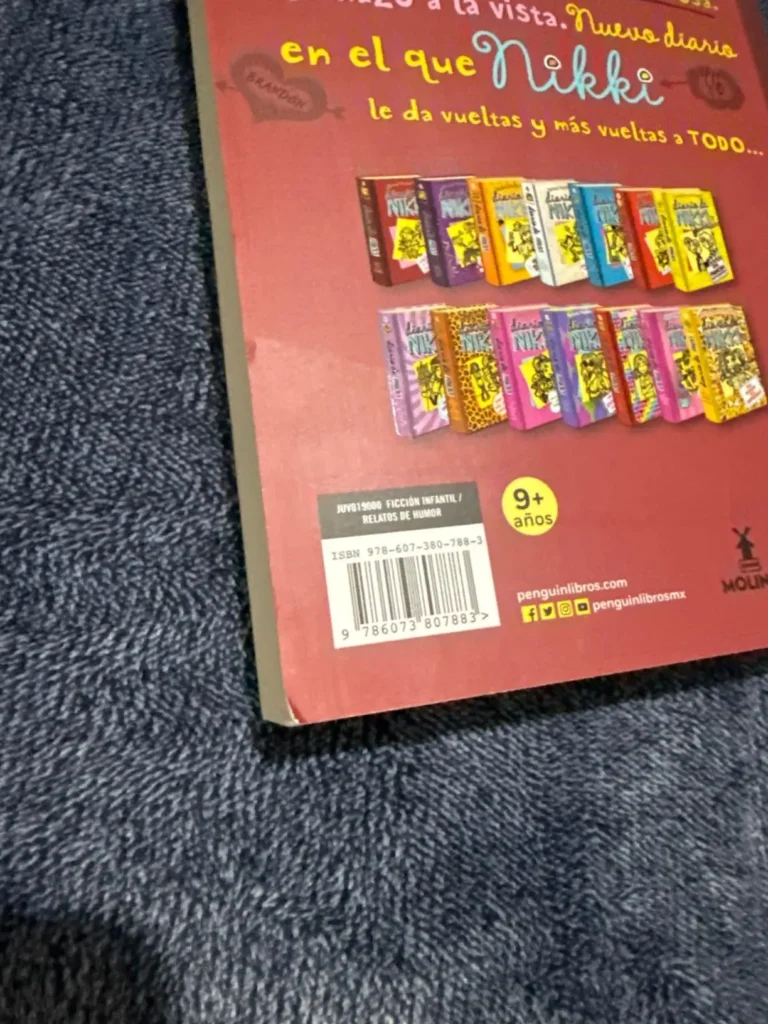 a la vista. Nuevo diario
en el que Nikki
BRANDON
le da vueltas y más vueltas a TODO...
JUV019000 FICCIÓN INFANTIL /
RELATOS DE HUMOR
9+
años
ISBN 978-607-380-788-3
9 786073 807883 >
penguinlibros.com
penguinlibrosmx
MOLIN